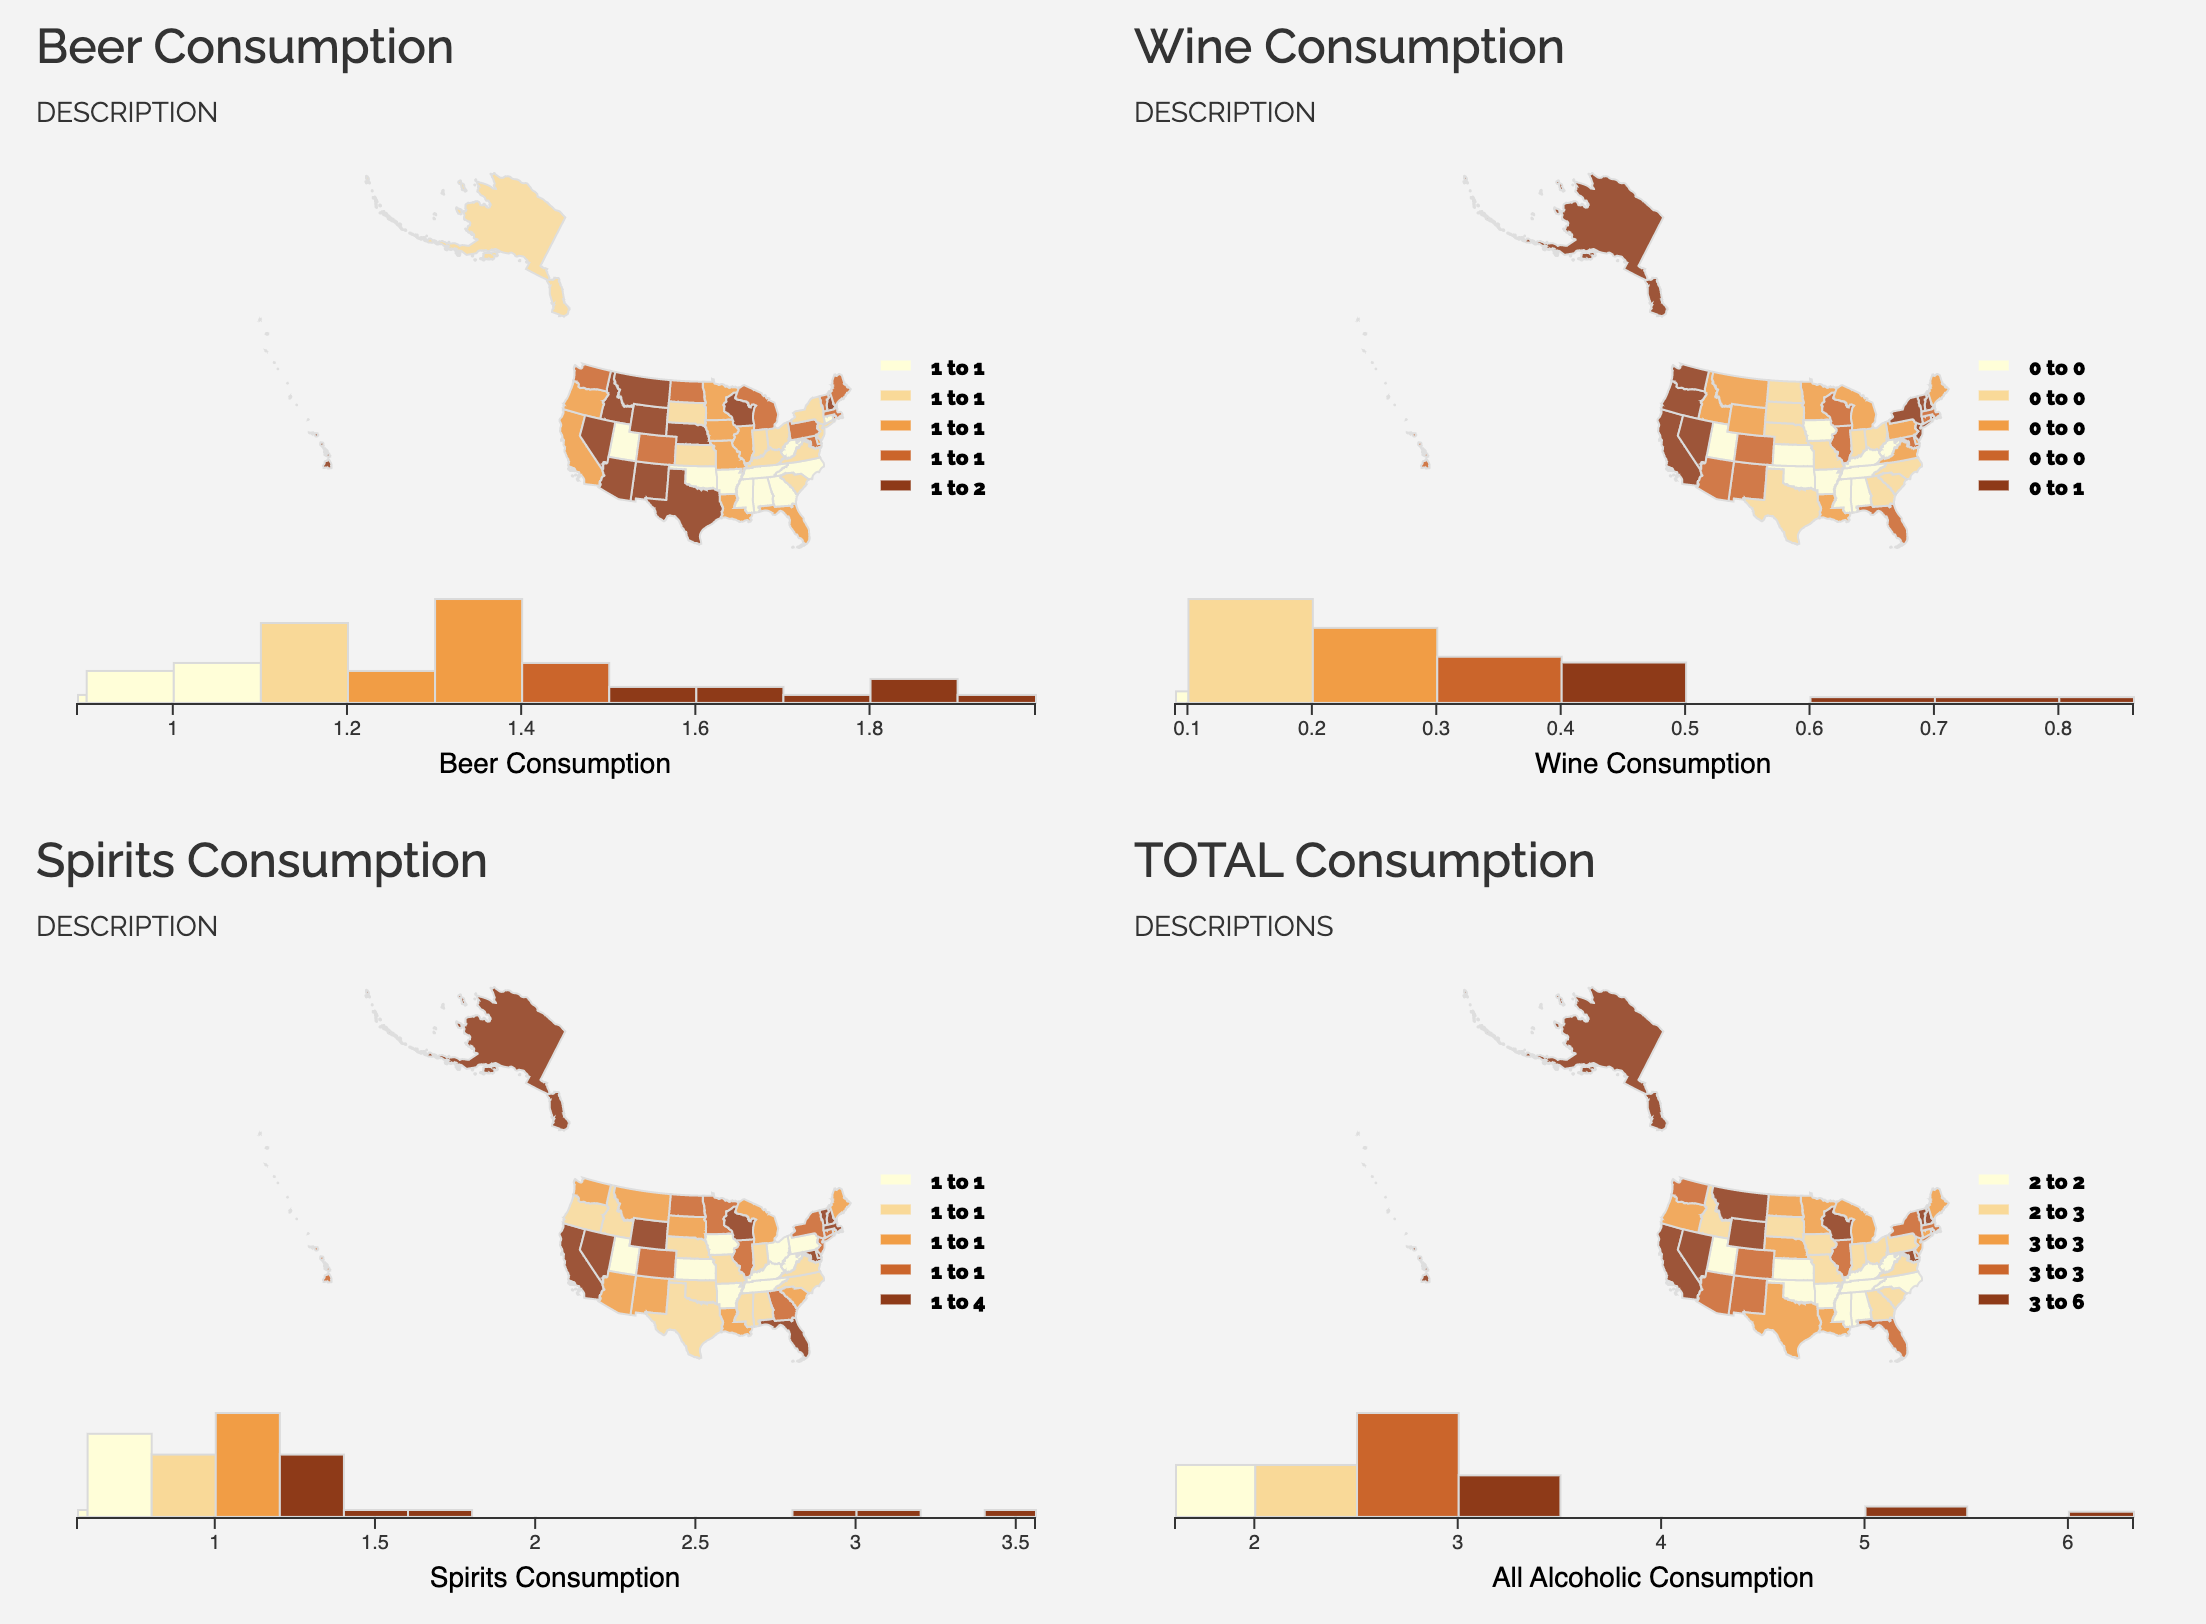 Beer Consumption
DESCRIPTION
1 to 1
1 to 1
1 to 1
1 to 1
1 to 2
1
1.2
1.4
1.6
1.8
Beer Consumption
Wine Consumption
DESCRIPTION
0 to 0
0 to 0
0 to 0
0 to 0
0 to 1
0.1
0.2
0.3
0.4
0.5
0.6
0.7
0.8
Wine Consumption
Spirits Consumption
DESCRIPTION
1 to 1
1 to 1
1 to 1
1 to 1
1 to 4
1
1.5
2
2.5
3
3.5
Spirits Consumption
TOTAL Consumption
DESCRIPTIONS
2 to 2
2 to 3
3 to 3
3 to 3
3 to 6
2
3
4
5
6
All Alcoholic Consumption